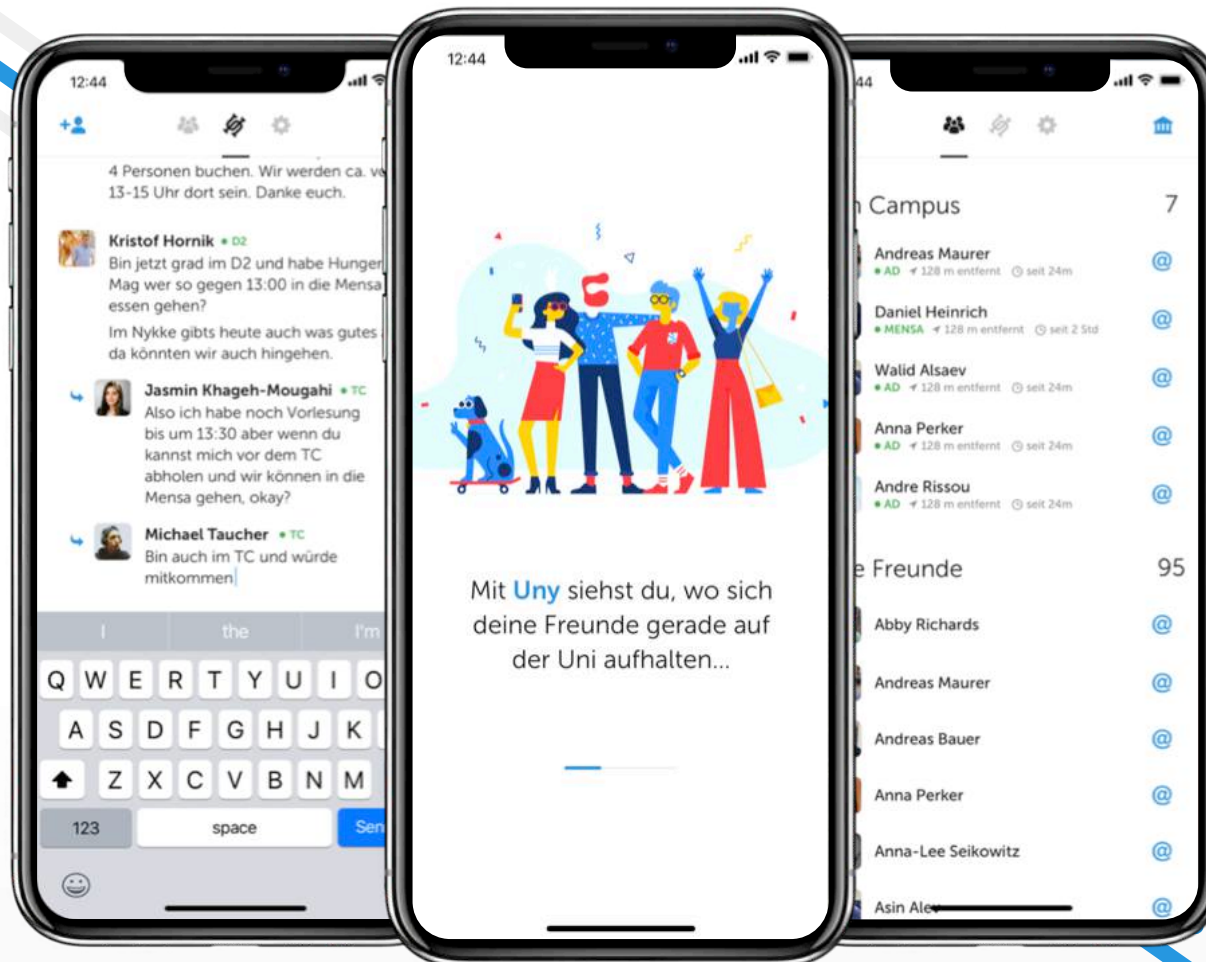 12:44
4 Personen buchen. Wir werden ca.
13-15 Uhr dort sein. Danke euch.
Kristof Hornik • D2
Bin jetzt grad im D2 und habe Hunger
Mag wer so gegen 13:00 in die Mensa
essen gehen?
Im Nykke gibts heute auch was gutes
da könnten wir auch hingehen.
Jasmin Khageh-Mougahi • TC
Also ich habe noch Vorlesung
bis um 13:30 aber wenn du
kannst mich vor dem TC
abholen und wir können in die
Mensa gehen, okay?
Michael Taucher • TC
Bin auch im TC und würde
mitkommen
I the I'm
Q W E R T Y U I O
A S D F G H J K
Z X C V B N M
123 space Sen
12:44
Mit Uny siehst du, wo sich
deine Freunde gerade auf
der Uni aufhalten...
44
Campus 7
Andreas Maurer @
• AD 128 m entfernt seit 24m
Daniel Heinrich @
• MENSA 128 m entfernt seit 2 Std
Walid Alsaev @
• AD 128 m entfernt seit 24m
Anna Perker @
• AD 128 m entfernt seit 24m
Andre Rissou @
• AD 128 m entfernt seit 24m
e Freunde 95
Abby Richards @
Andreas Maurer @
Andreas Bauer @
Anna Perker @
Anna-Lee Seikowitz @
Asin @